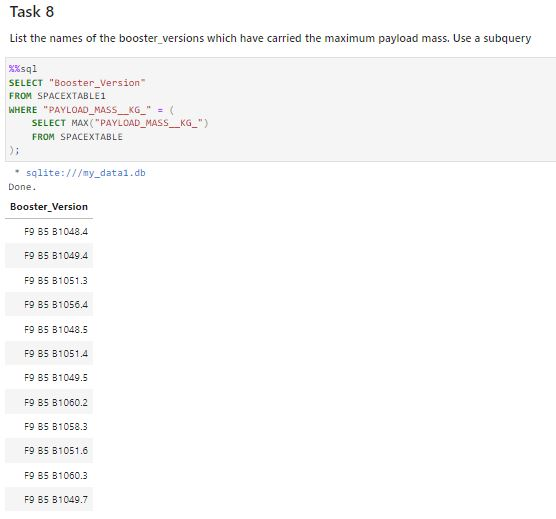 Task 8
List the names of the booster_versions which have carried the maximum payload mass. Use a subquery
%%sql
SELECT "Booster_Version"
FROM SPACEXTABLE1
WHERE "PAYLOAD_MASS__KG_" = (
    SELECT MAX("PAYLOAD_MASS__KG_")
    FROM SPACEXTABLE
);
* sqlite:///my_data1.db
Done.
Booster_Version
F9 B5 B1048.4
F9 B5 B1049.4
F9 B5 B1051.3
F9 B5 B1056.4
F9 B5 B1048.5
F9 B5 B1051.4
F9 B5 B1049.5
F9 B5 B1060.2
F9 B5 B1058.3
F9 B5 B1051.6
F9 B5 B1060.3
F9 B5 B1049.7